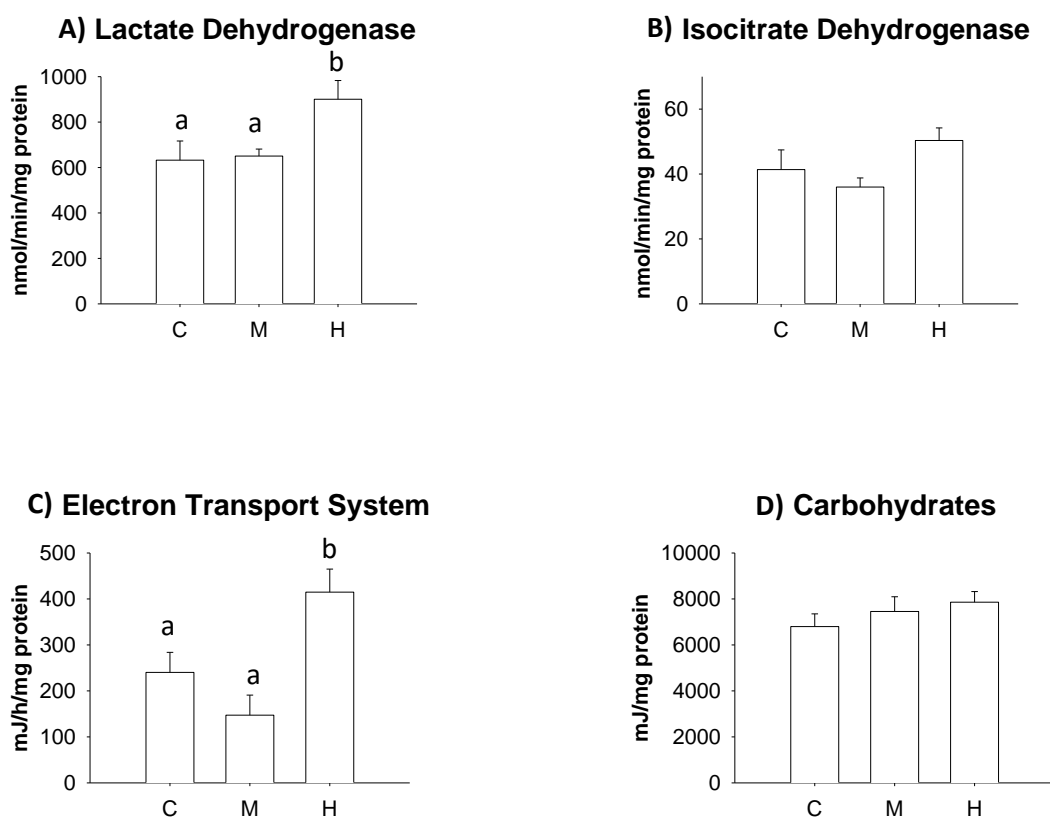 A) Lactate Dehydrogenase
nmol/min/mg protein
1000
800
600
400
200
0
a
a
b
C M H
B) Isocitrate Dehydrogenase
nmol/min/mg protein
60
40
20
0
C M H
C) Electron Transport System
mJ/h/mg protein
500
400
300
200
100
0
a
a
b
C M H
D) Carbohydrates
mJ/mg protein
10000
8000
6000
4000
2000
0
C M H